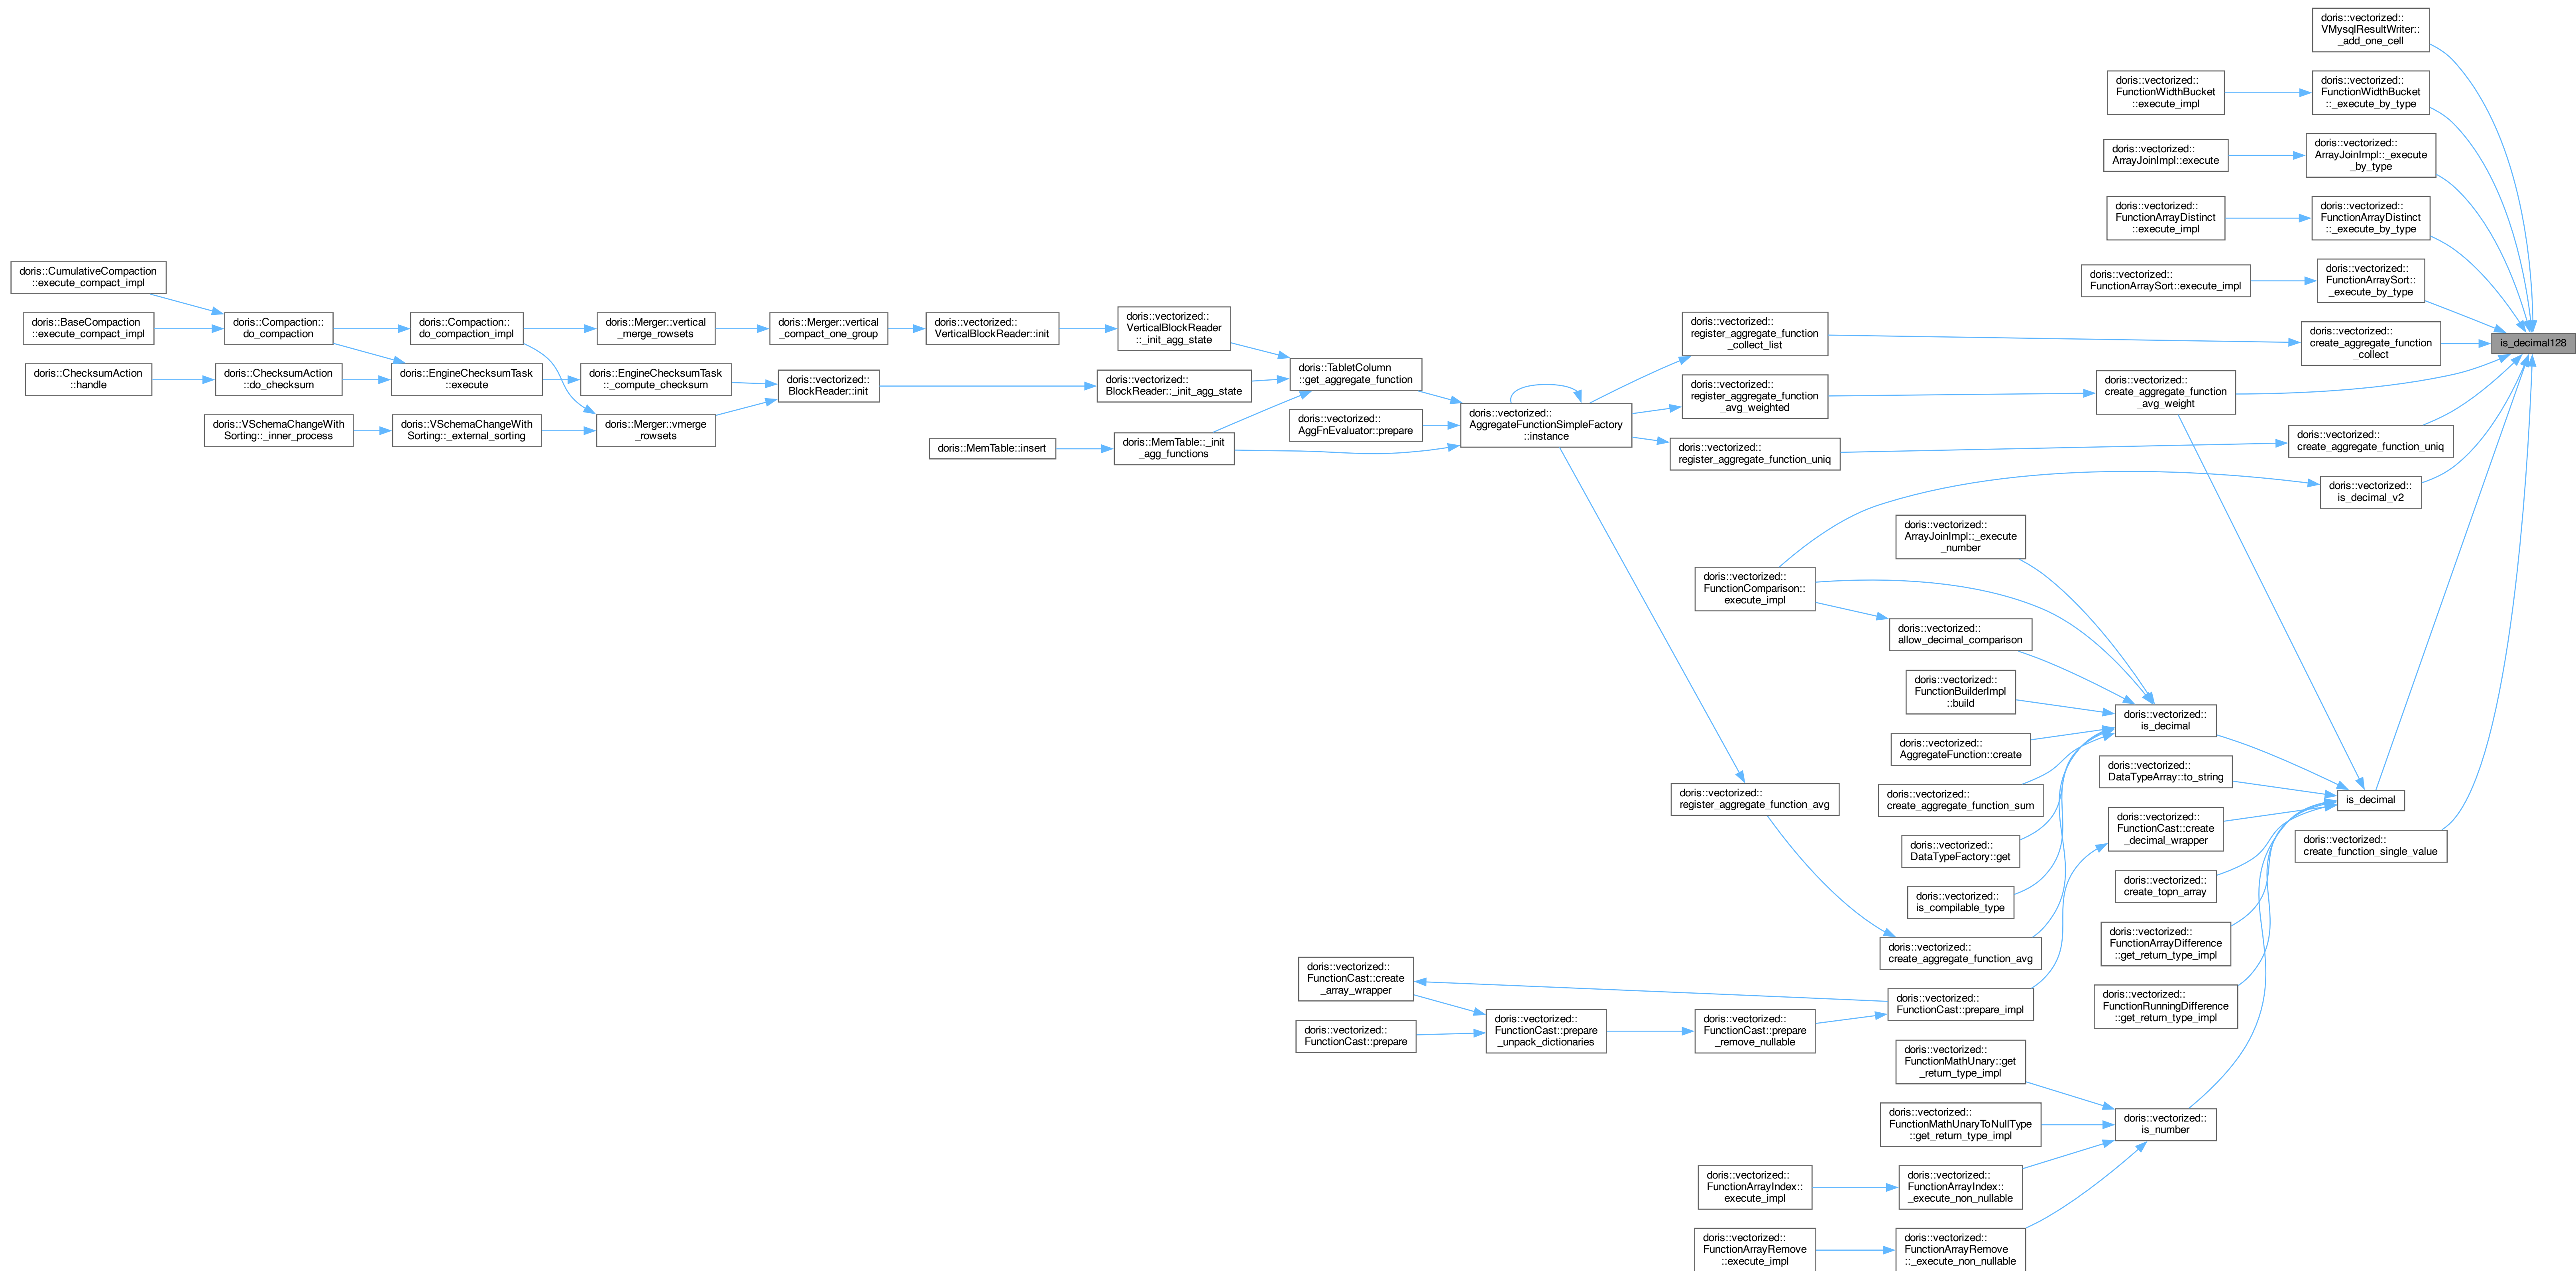 doris::vectorized::
VMysqlResultWriter::
_add_one_cell
doris::vectorized::
FunctionWidthBucket
::execute_impl
doris::vectorized::
FunctionWidthBucket
::_execute_by_type
doris::vectorized::
ArrayJoinImpl::execute
doris::vectorized::
ArrayJoinImpl::_execute
_by_type
doris::vectorized::
FunctionArrayDistinct
::execute_impl
doris::vectorized::
FunctionArrayDistinct
::_execute_by_type
doris::vectorized::
FunctionArraySort::execute_impl
doris::vectorized::
FunctionArraySort::
_execute_by_type
doris::CumulativeCompaction
::execute_compact_impl
doris::BaseCompaction
::execute_compact_impl
doris::Compaction::
do_compaction
doris::Compaction::
do_compaction_impl
doris::Merger::vertical
_merge_rowsets
doris::Merger::vertical
_compact_one_group
doris::vectorized::
VerticalBlockReader::init
doris::vectorized::
VerticalBlockReader
::_init_agg_state
doris::vectorized::
register_aggregate_function
_collect_list
doris::vectorized::
create_aggregate_function
_collect
is_decimal128
doris::ChecksumAction
::handle
doris::ChecksumAction
::do_checksum
doris::EngineChecksumTask
::execute
doris::EngineChecksumTask
::_compute_checksum
doris::vectorized::
BlockReader::init
doris::vectorized::
BlockReader::_init_agg_state
doris::TabletColumn
::get_aggregate_function
doris::vectorized::
register_aggregate_function
_avg_weighted
doris::vectorized::
create_aggregate_function
_avg_weight
doris::VSchemaChangeWith
Sorting::_inner_process
doris::VSchemaChangeWith
Sorting::_external_sorting
doris::Merger::vmerge
_rowsets
doris::vectorized::
AggFnEvaluator::prepare
doris::vectorized::
AggregateFunctionSimpleFactory
::instance
doris::MemTable::insert
doris::MemTable::_init
_agg_functions
doris::vectorized::
register_aggregate_function_uniq
doris::vectorized::
create_aggregate_function_uniq
doris::vectorized::
is_decimal_v2
doris::vectorized::
ArrayJoinImpl::_execute
_number
doris::vectorized::
FunctionComparison::
execute_impl
doris::vectorized::
allow_decimal_comparison
doris::vectorized::
FunctionBuilderImpl
::build
doris::vectorized::
is_decimal
doris::vectorized::
AggregateFunction::create
doris::vectorized::
DataTypeArray::to_string
doris::vectorized::
register_aggregate_function_avg
doris::vectorized::
create_aggregate_function_sum
is_decimal
doris::vectorized::
FunctionCast::create
_decimal_wrapper
doris::vectorized::
create_function_single_value
doris::vectorized::
DataTypeFactory::get
doris::vectorized::
create_topn_array
doris::vectorized::
is_compilable_type
doris::vectorized::
FunctionArrayDifference
::get_return_type_impl
doris::vectorized::
create_aggregate_function_avg
doris::vectorized::
FunctionCast::create
_array_wrapper
doris::vectorized::
FunctionCast::prepare_impl
doris::vectorized::
FunctionRunningDifference
::get_return_type_impl
doris::vectorized::
FunctionCast::prepare
doris::vectorized::
FunctionCast::prepare
_unpack_dictionaries
doris::vectorized::
FunctionCast::prepare
_remove_nullable
doris::vectorized::
FunctionMathUnary::get
_return_type_impl
doris::vectorized::
FunctionMathUnaryToNullType
::get_return_type_impl
doris::vectorized::
is_number
doris::vectorized::
FunctionArrayIndex::
execute_impl
doris::vectorized::
FunctionArrayIndex::
_execute_non_nullable
doris::vectorized::
FunctionArrayRemove
::execute_impl
doris::vectorized::
FunctionArrayRemove
::_execute_non_nullable